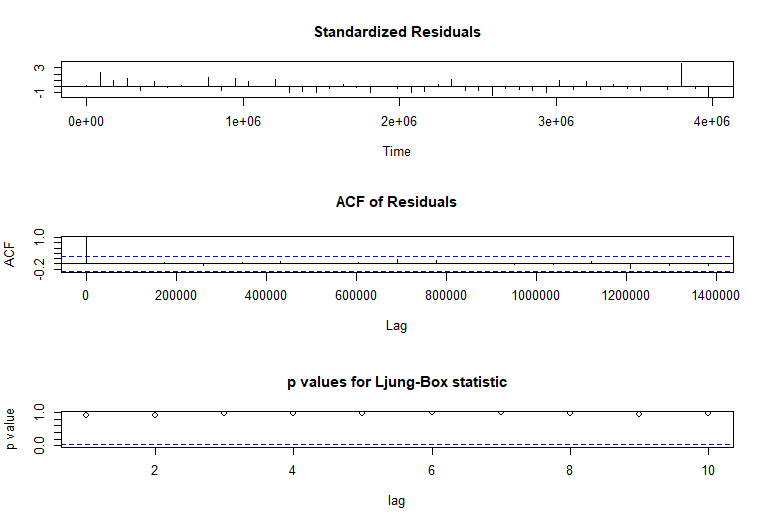 Standardized Residuals
3
-1
0e+00 1e+06 2e+06 3e+06 4e+06
Time
ACF of Residuals
ACF
1.0
-0.2
0 200000 400000 600000 800000 1000000 1200000 1400000
Lag
p values for Ljung-Box statistic
p value
1.0
0.0
2 4 6 8 10
lag